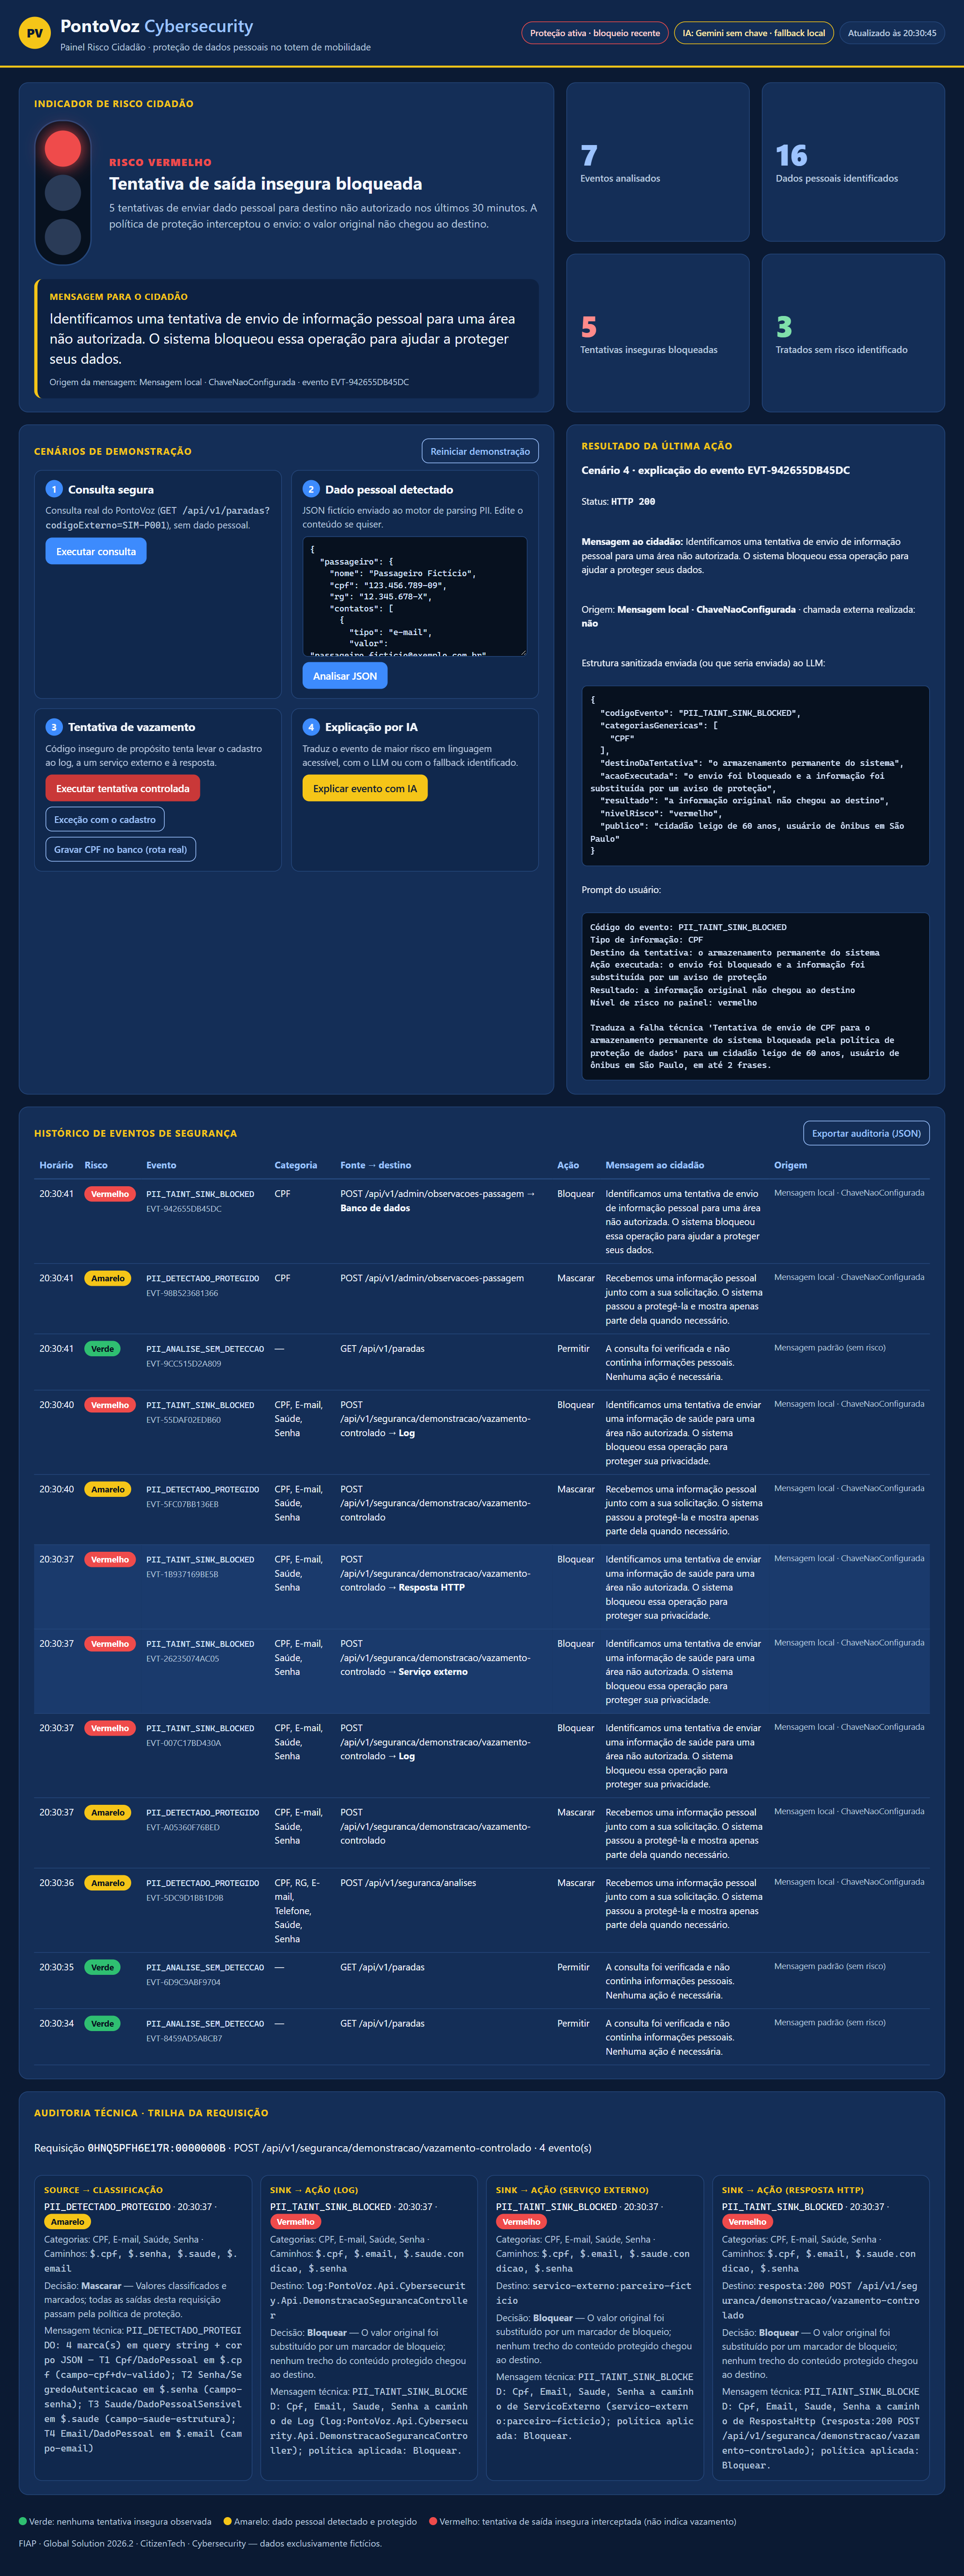 PV
PontoVoz Cybersecurity
Painel Risco Cidadão · proteção de dados pessoais no totem de mobilidade
Proteção ativa · bloqueio recente
IA: Gemini sem chave · fallback local
Atualizado às 20:30:45
INDICADOR DE RISCO CIDADÃO
RISCO VERMELHO
Tentativa de saída insegura bloqueada
5 tentativas de enviar dado pessoal para destino não autorizado nos últimos 30 minutos. A
política de proteção interceptou o envio: o valor original não chegou ao destino.
MENSAGEM PARA O CIDADÃO
Identificamos uma tentativa de envio de informação pessoal para uma área
não autorizada. O sistema bloqueou essa operação para ajudar a proteger
seus dados.
Origem da mensagem: Mensagem local · ChaveNaoConfigurada · evento EVT-942655DB45DC
7
Eventos analisados
16
Dados pessoais identificados
5
Tentativas inseguras bloqueadas
3
Tratados sem risco identificado
CENÁRIOS DE DEMONSTRAÇÃO
Reiniciar demonstração
1 Consulta segura
Consulta real do PontoVoz (GET /api/v1/paradas?
codigoExterno=SIM-P001), sem dado pessoal.
Executar consulta
2 Dado pessoal detectado
JSON fictício enviado ao motor de parsing PII. Edite o
conteúdo se quiser.
{
"passageiro": {
"nome": "Passageiro Fictício",
"cpf": "123.456.789-09",
"rg": "12.345.678-X",
"contatos": [
{
"tipo": "e-mail",
"valor":
"passageiro.ficticio@exemplo.com.br"
Analisar JSON
3 Tentativa de vazamento
Código inseguro de propósito tenta levar o cadastro
ao log, a um serviço externo e à resposta.
Executar tentativa controlada
Exceção com o cadastro
Gravar CPF no banco (rota real)
4 Explicação por IA
Traduz o evento de maior risco em linguagem
acessível, com o LLM ou com o fallback identificado.
Explicar evento com IA
RESULTADO DA ÚLTIMA AÇÃO
Cenário 4 · explicação do evento EVT-942655DB45DC
Status: HTTP 200
Mensagem ao cidadão: Identificamos uma tentativa de envio de informação
pessoal para uma área não autorizada. O sistema bloqueou essa operação para
ajudar a proteger seus dados.
Origem: Mensagem local · ChaveNaoConfigurada · chamada externa realizada:
não
Estrutura sanitizada enviada (ou que seria enviada) ao LLM:
{
"codigoEvento": "PII_TAINT_SINK_BLOCKED",
"categoriasGenericas": [
"CPF"
],
"destinoDaTentativa": "o armazenamento permanente do sistema",
"acaoExecutada": "o envio foi bloqueado e a informação foi
substituída por um aviso de proteção",
"resultado": "a informação original não chegou ao destino",
"nivelRisco": "vermelho",
"publico": "cidadão leigo de 60 anos, usuário de ônibus em São
Paulo"
}
Prompt do usuário:
Código do evento: PII_TAINT_SINK_BLOCKED
Tipo de informação: CPF
Destino da tentativa: o armazenamento permanente do sistema
Ação executada: o envio foi bloqueado e a informação foi
substituída por um aviso de proteção
Resultado: a informação original não chegou ao destino
Nível de risco no painel: vermelho
Traduza a falha técnica 'Tentativa de envio de CPF para o
armazenamento permanente do sistema bloqueada pela política de
proteção de dados' para um cidadão leigo de 60 anos, usuário de
ônibus em São Paulo, em até 2 frases.
HISTÓRICO DE EVENTOS DE SEGURANÇA
Exportar auditoria (JSON)
Horário Risco Evento Categoria Fonte → destino Ação Mensagem ao cidadão Origem
20:30:41 Vermelho PII_TAINT_SINK_BLOCKED CPF POST /api/v1/admin/observacoes-passagem → Bloquear Identificamos uma tentativa de envio Mensagem local · ChaveNaoConfigurada
EVT-942655DB45DC Banco de dados de informação pessoal para uma área
não autorizada. O sistema bloqueou
essa operação para ajudar a proteger
seus dados.
20:30:41 Amarelo PII_DETECTADO_PROTEGIDO CPF POST /api/v1/admin/observacoes-passagem Mascarar Recebemos uma informação pessoal Mensagem local · ChaveNaoConfigurada
EVT-98B523681366 junto com a sua solicitação. O sistema
passou a protegê-la e mostra apenas
parte dela quando necessário.
20:30:41 Verde PII_ANALISE_SEM_DETECCAO — GET /api/v1/paradas Permitir A consulta foi verificada e não Mensagem padrão (sem risco)
EVT-9CC515D2A809 continha informações pessoais.
Nenhuma ação é necessária.
20:30:40 Vermelho PII_TAINT_SINK_BLOCKED CPF, E-mail, POST Bloquear Identificamos uma tentativa de enviar Mensagem local · ChaveNaoConfigurada
EVT-55DAF02EDB60 Saúde, /api/v1/seguranca/demonstracao/vazamento- uma informação de saúde para uma
Senha controlado → Log área não autorizada. O sistema
bloqueou essa operação para
proteger sua privacidade.
20:30:40 Amarelo PII_DETECTADO_PROTEGIDO CPF, E-mail, POST Mascarar Recebemos uma informação pessoal Mensagem local · ChaveNaoConfigurada
EVT-5FC07BB136EB Saúde, /api/v1/seguranca/demonstracao/vazamento- junto com a sua solicitação. O sistema
Senha controlado passou a protegê-la e mostra apenas
parte dela quando necessário.
20:30:37 Vermelho PII_TAINT_SINK_BLOCKED CPF, E-mail, POST Bloquear Identificamos uma tentativa de enviar Mensagem local · ChaveNaoConfigurada
EVT-1B937169BE5B Saúde, /api/v1/seguranca/demonstracao/vazamento- uma informação de saúde para uma
Senha controlado → Resposta HTTP área não autorizada. O sistema
bloqueou essa operação para
proteger sua privacidade.
20:30:37 Vermelho PII_TAINT_SINK_BLOCKED CPF, E-mail, POST Bloquear Identificamos uma tentativa de enviar Mensagem local · ChaveNaoConfigurada
EVT-26235074AC05 Saúde, /api/v1/seguranca/demonstracao/vazamento- uma informação de saúde para uma
Senha controlado → Serviço externo área não autorizada. O sistema
bloqueou essa operação para
proteger sua privacidade.
20:30:37 Vermelho PII_TAINT_SINK_BLOCKED CPF, E-mail, POST Bloquear Identificamos uma tentativa de enviar Mensagem local · ChaveNaoConfigurada
EVT-007C17BD430A Saúde, /api/v1/seguranca/demonstracao/vazamento- uma informação de saúde para uma
Senha controlado → Log área não autorizada. O sistema
bloqueou essa operação para
proteger sua privacidade.
20:30:37 Amarelo PII_DETECTADO_PROTEGIDO CPF, E-mail, POST Mascarar Recebemos uma informação pessoal Mensagem local · ChaveNaoConfigurada
EVT-A05360F76BED Saúde, /api/v1/seguranca/demonstracao/vazamento- junto com a sua solicitação. O sistema
Senha controlado passou a protegê-la e mostra apenas
parte dela quando necessário.
20:30:36 Amarelo PII_DETECTADO_PROTEGIDO CPF, RG, E- POST /api/v1/seguranca/analises Mascarar Recebemos uma informação pessoal Mensagem local · ChaveNaoConfigurada
EVT-5DC9D1BB1D9B mail, junto com a sua solicitação. O sistema
Telefone, passou a protegê-la e mostra apenas
Saúde, parte dela quando necessário.
Senha
20:30:35 Verde PII_ANALISE_SEM_DETECCAO — GET /api/v1/paradas Permitir A consulta foi verificada e não Mensagem padrão (sem risco)
EVT-6D9C9ABF9704 continha informações pessoais.
Nenhuma ação é necessária.
20:30:34 Verde PII_ANALISE_SEM_DETECCAO — GET /api/v1/paradas Permitir A consulta foi verificada e não Mensagem padrão (sem risco)
EVT-8459AD5ABCB7 continha informações pessoais.
Nenhuma ação é necessária.
AUDITORIA TÉCNICA · TRILHA DA REQUISIÇÃO
Requisição 0HNQ5PFH6E17R:0000000B · POST /api/v1/seguranca/demonstracao/vazamento-controlado · 4 evento(s)
SOURCE → CLASSIFICAÇÃO
PII_DETECTADO_PROTEGIDO · 20:30:37 ·
Amarelo
Categorias: CPF, E-mail, Saúde, Senha ·
Caminhos: $.cpf, $.senha, $.saude, $.
email
Decisão: Mascarar — Valores classificados e
marcados; todas as saídas desta requisição
passam pela política de proteção.
Mensagem técnica: PII_DETECTADO_PROTEGI
DO: 4 marca(s) em query string + cor
po JSON — T1 Cpf/DadoPessoal em $.cp
f (campo-cpf+dv-valido); T2 Senha/Se
gredoAutenticacao em $.senha (campo-
senha); T3 Saude/DadoPessoalSensivel
em $.saude (campo-saude-estrutura);
T4 Email/DadoPessoal em $.email (cam
po-email)
SINK → AÇÃO (LOG)
PII_TAINT_SINK_BLOCKED · 20:30:37 ·
Vermelho
Categorias: CPF, E-mail, Saúde, Senha ·
Caminhos: $.cpf, $.email, $.saude.con
dicao, $.senha
Destino: log:PontoVoz.Api.Cybersecurit
y.Api.DemonstracaoSegurancaControlle
r
Decisão: Bloquear — O valor original foi
substituído por um marcador de bloqueio;
nenhum trecho do conteúdo protegido chegou
ao destino.
Mensagem técnica: PII_TAINT_SINK_BLOCKE
D: Cpf, Email, Saude, Senha a caminh
o de Log (log:PontoVoz.Api.Cybersecu
rity.Api.DemonstracaoSegurancaContro
ller); política aplicada: Bloquear.
SINK → AÇÃO (SERVIÇO EXTERNO)
PII_TAINT_SINK_BLOCKED · 20:30:37 ·
Vermelho
Categorias: CPF, E-mail, Saúde, Senha ·
Caminhos: $.cpf, $.email, $.saude.con
dicao, $.senha
Destino: servico-externo:parceiro-fict
icio
Decisão: Bloquear — O valor original foi
substituído por um marcador de bloqueio;
nenhum trecho do conteúdo protegido chegou
ao destino.
Mensagem técnica: PII_TAINT_SINK_BLOCKE
D: Cpf, Email, Saude, Senha a caminh
o de ServicoExterno (servico-extern
o:parceiro-ficticio); política aplic
ada: Bloquear.
SINK → AÇÃO (RESPOSTA HTTP)
PII_TAINT_SINK_BLOCKED · 20:30:37 ·
Vermelho
Categorias: CPF, E-mail, Saúde, Senha ·
Caminhos: $.cpf, $.email, $.saude.con
dicao, $.senha
Destino: resposta:200 POST /api/v1/seg
uranca/demonstracao/vazamento-contro
lado
Decisão: Bloquear — O valor original foi
substituído por um marcador de bloqueio;
nenhum trecho do conteúdo protegido chegou
ao destino.
Mensagem técnica: PII_TAINT_SINK_BLOCKE
D: Cpf, Email, Saude, Senha a caminh
o de RespostaHttp (resposta:200 POST
/api/v1/seguranca/demonstracao/vazam
ento-controlado); política aplicada:
Bloquear.
Verde: nenhuma tentativa insegura observada Amarelo: dado pessoal detectado e protegido Vermelho: tentativa de saída insegura interceptada (não indica vazamento)
FIAP · Global Solution 2026.2 · CitizenTech · Cybersecurity — dados exclusivamente fictícios.